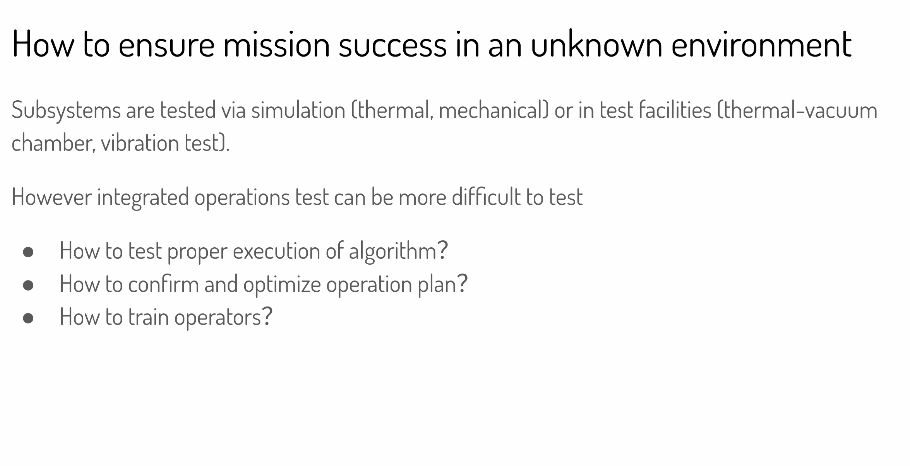 How to ensure mission success in an unknown environment
Subsystems are tested via simulation (thermal, mechanical) or in test facilities (thermal-vacuum
chamber, vibration test).
However integrated operations test can be more difficult to test
● How to test proper execution of algorithm?
● How to confirm and optimize operation plan?
● How to train operators?